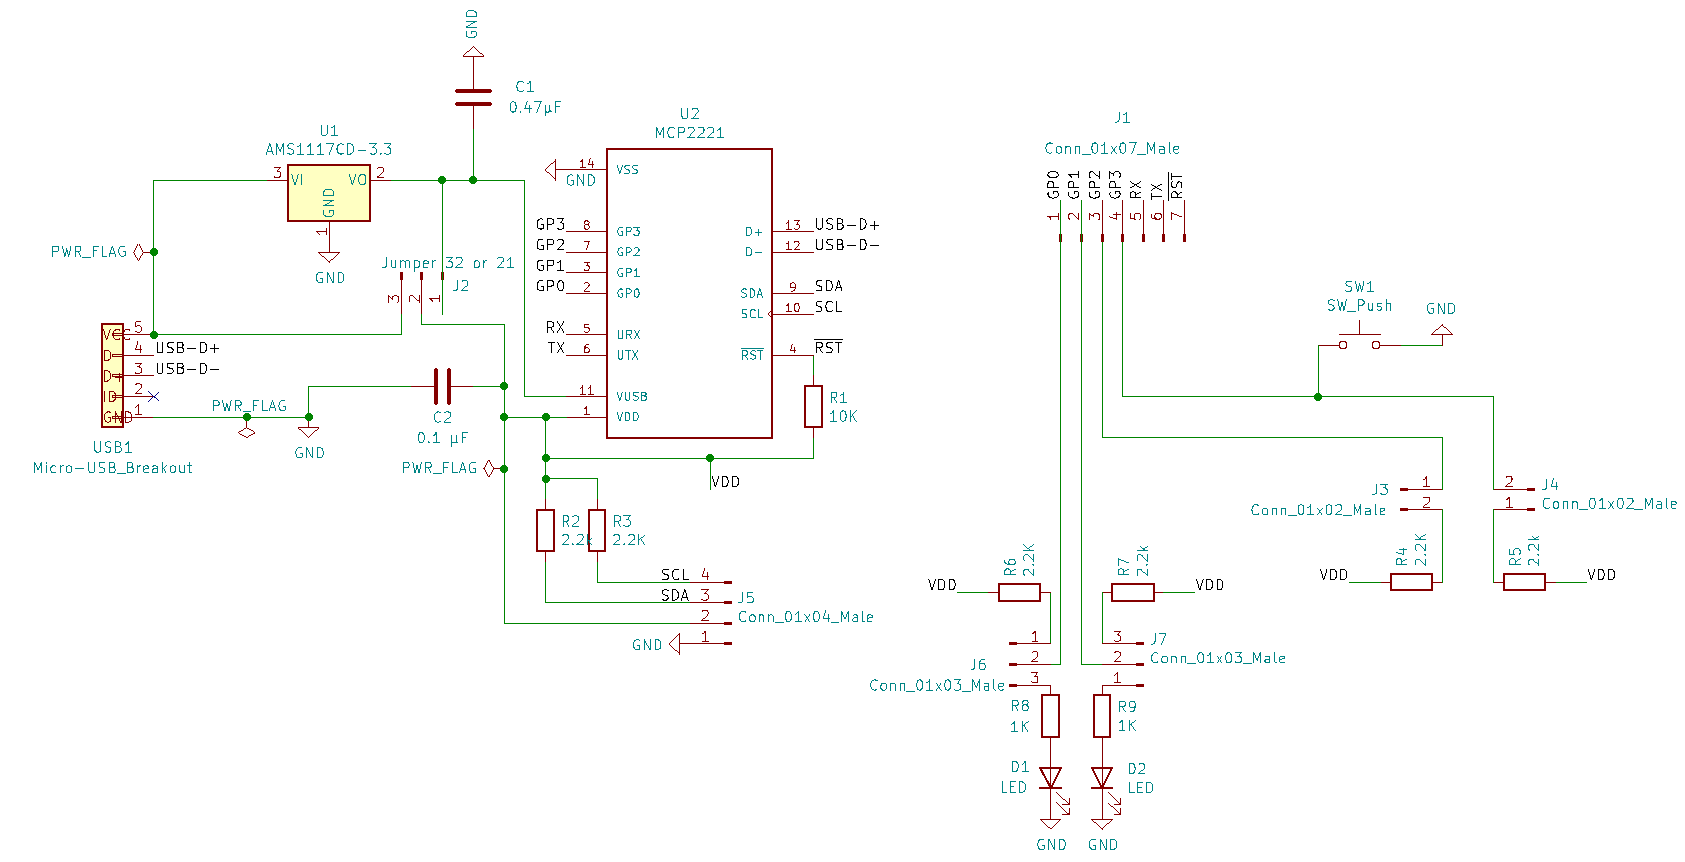 GND
C1
0.47µF
U1
AMS1117CD-3.3
3
VI
VO
2
GND
1
GND
PWR_FLAG
Jumper 32 or 21
3
2
1
J2
VCC
5
D-
4
USB-D+
D+
3
USB-D-
ID
2
GND
1
PWR_FLAG
GND
USB1
Micro-USB_Breakout
C2
0.1 µF
PWR_FLAG
U2
MCP2221
14
VSS
GND
GP3
8
GP3
GP2
7
GP2
GP1
3
GP1
GP0
2
GP0
RX
5
URX
TX
6
UTX
11
VUSB
1
VDD
D+
13
USB-D+
D-
12
USB-D-
SDA
9
SDA
SCL
10
SCL
RST
4
RST
R1
10K
VDD
R2
2.2K
R3
2.2K
SCL
4
SDA
3
2
GND
1
J5
Conn_01x04_Male
J1
Conn_01x07_Male
GP0
GP1
GP2
GP3
RX
TX
RST
1
2
3
4
5
6
7
SW1
SW_Push
GND
J3
1
Conn_01x02_Male
2
2
J4
1
Conn_01x02_Male
VDD
R4
2.2K
R5
2.2k
VDD
VDD
R6
2.2K
R7
2.2k
VDD
1
2
3
J6
Conn_01x03_Male
3
2
1
J7
Conn_01x03_Male
R8
1K
R9
1K
D1
LED
D2
LED
GND
GND